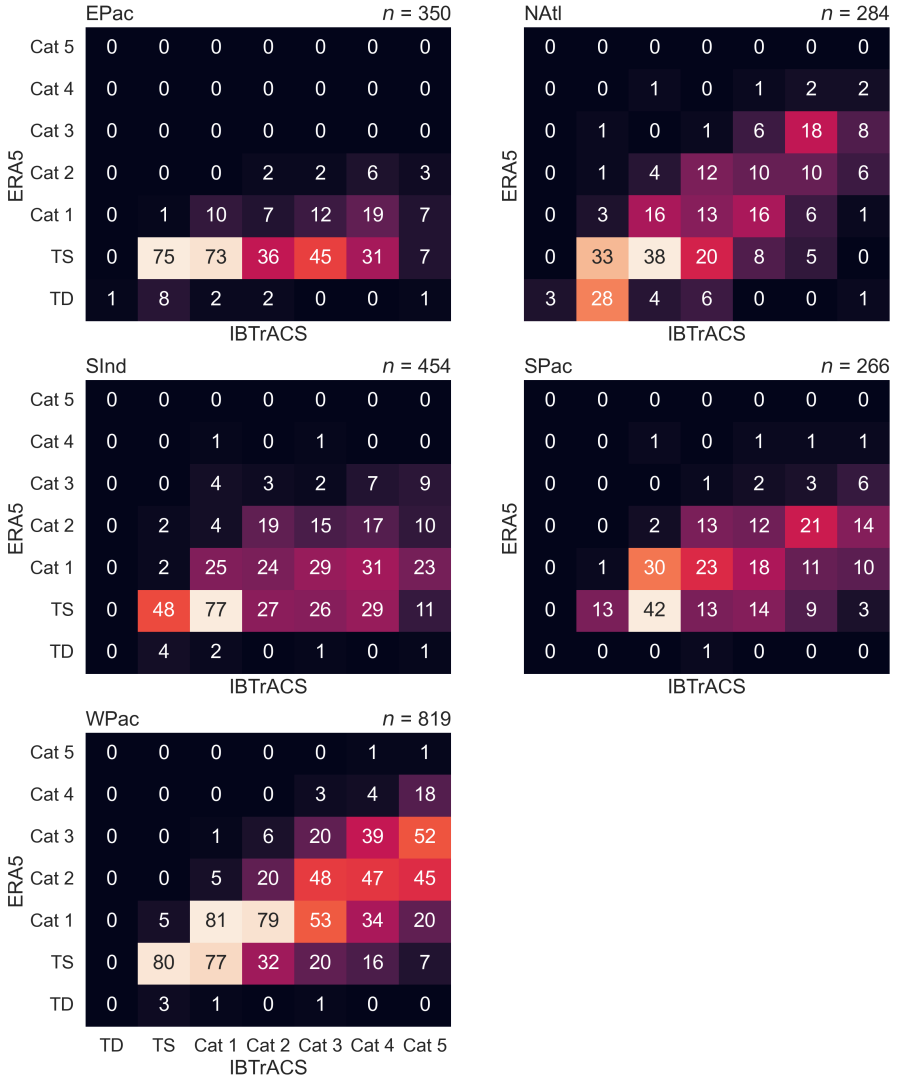 EPac n = 350
Cat 5 0 0 0 0 0 0 0
Cat 4 0 0 0 0 0 0 0
Cat 3 0 0 0 0 0 0 0
Cat 2 0 0 0 2 2 6 3
Cat 1 0 1 10 7 12 19 7
TS 0 75 73 36 45 31 7
TD 1 8 2 2 0 0 1
ERA5
IBTrACS
NAtl n = 284
0 0 0 0 0 0 0
0 0 1 0 1 2 2
0 1 0 1 6 18 8
0 1 4 12 10 10 6
0 3 16 13 16 6 1
0 33 38 20 8 5 0
3 28 4 6 0 0 1
ERA5
IBTrACS
SInd n = 454
Cat 5 0 0 0 0 0 0 0
Cat 4 0 0 1 0 1 0 0
Cat 3 0 0 4 3 2 7 9
Cat 2 0 2 4 19 15 17 10
Cat 1 0 2 25 24 29 31 23
TS 0 48 77 27 26 29 11
TD 0 4 2 0 1 0 1
ERA5
IBTrACS
SPac n = 266
0 0 0 0 0 0 0
0 0 1 0 1 1 1
0 0 0 1 2 3 6
0 0 2 13 12 21 14
0 1 30 23 18 11 10
0 13 42 13 14 9 3
0 0 0 1 0 0 0
ERA5
IBTrACS
WPac n = 819
Cat 5 0 0 0 0 0 1 1
Cat 4 0 0 0 0 3 4 18
Cat 3 0 0 1 6 20 39 52
Cat 2 0 0 5 20 48 47 45
Cat 1 0 5 81 79 53 34 20
TS 0 80 77 32 20 16 7
TD 0 3 1 0 1 0 0
ERA5
TD TS Cat 1 Cat 2 Cat 3 Cat 4 Cat 5
IBTrACS